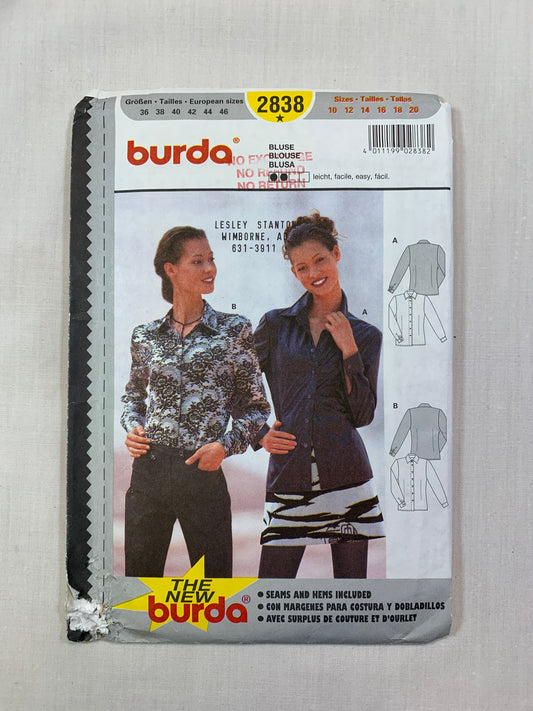 Größen • Tailles • European sizes
36 38 40 42 44 46
2838
★
Sizes • Tailles • Tallas
10 12 14 16 18 20
burda®
BLUSE
BLOUSE
BLUSA
leicht, facile, easy, fácil.
4 011199 028382
NO EXCHANGE
NO REFUND
NO RETURN
LESLEY STANTON
WIMBORNE,
631-3911
A
B
A
B
THE
NEW
burda®
• SEAMS AND HEMS INCLUDED
• CON MARGENES PARA COSTURA Y DOBLADILLOS
• AVEC SURPLUS DE COUTURE ET D'OURLET